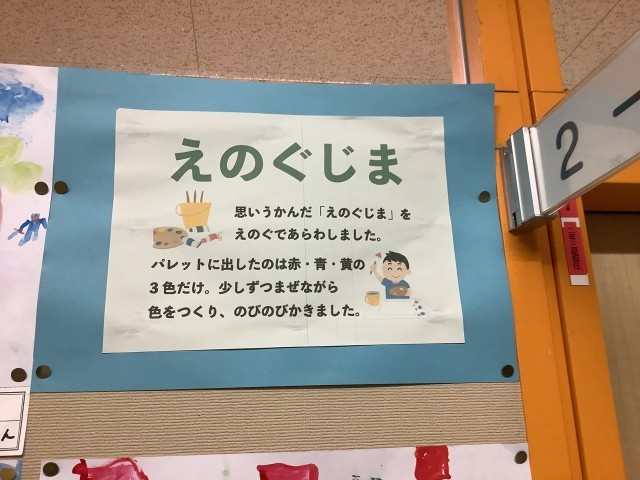 えのぐじま
思いうかんだ「えのぐじま」を
えのぐであらわしました。
パレットに出したのは赤・青・黄の
３色だけ。少しずつまぜながら
色をつくり、のびのびかきました。
2
ん